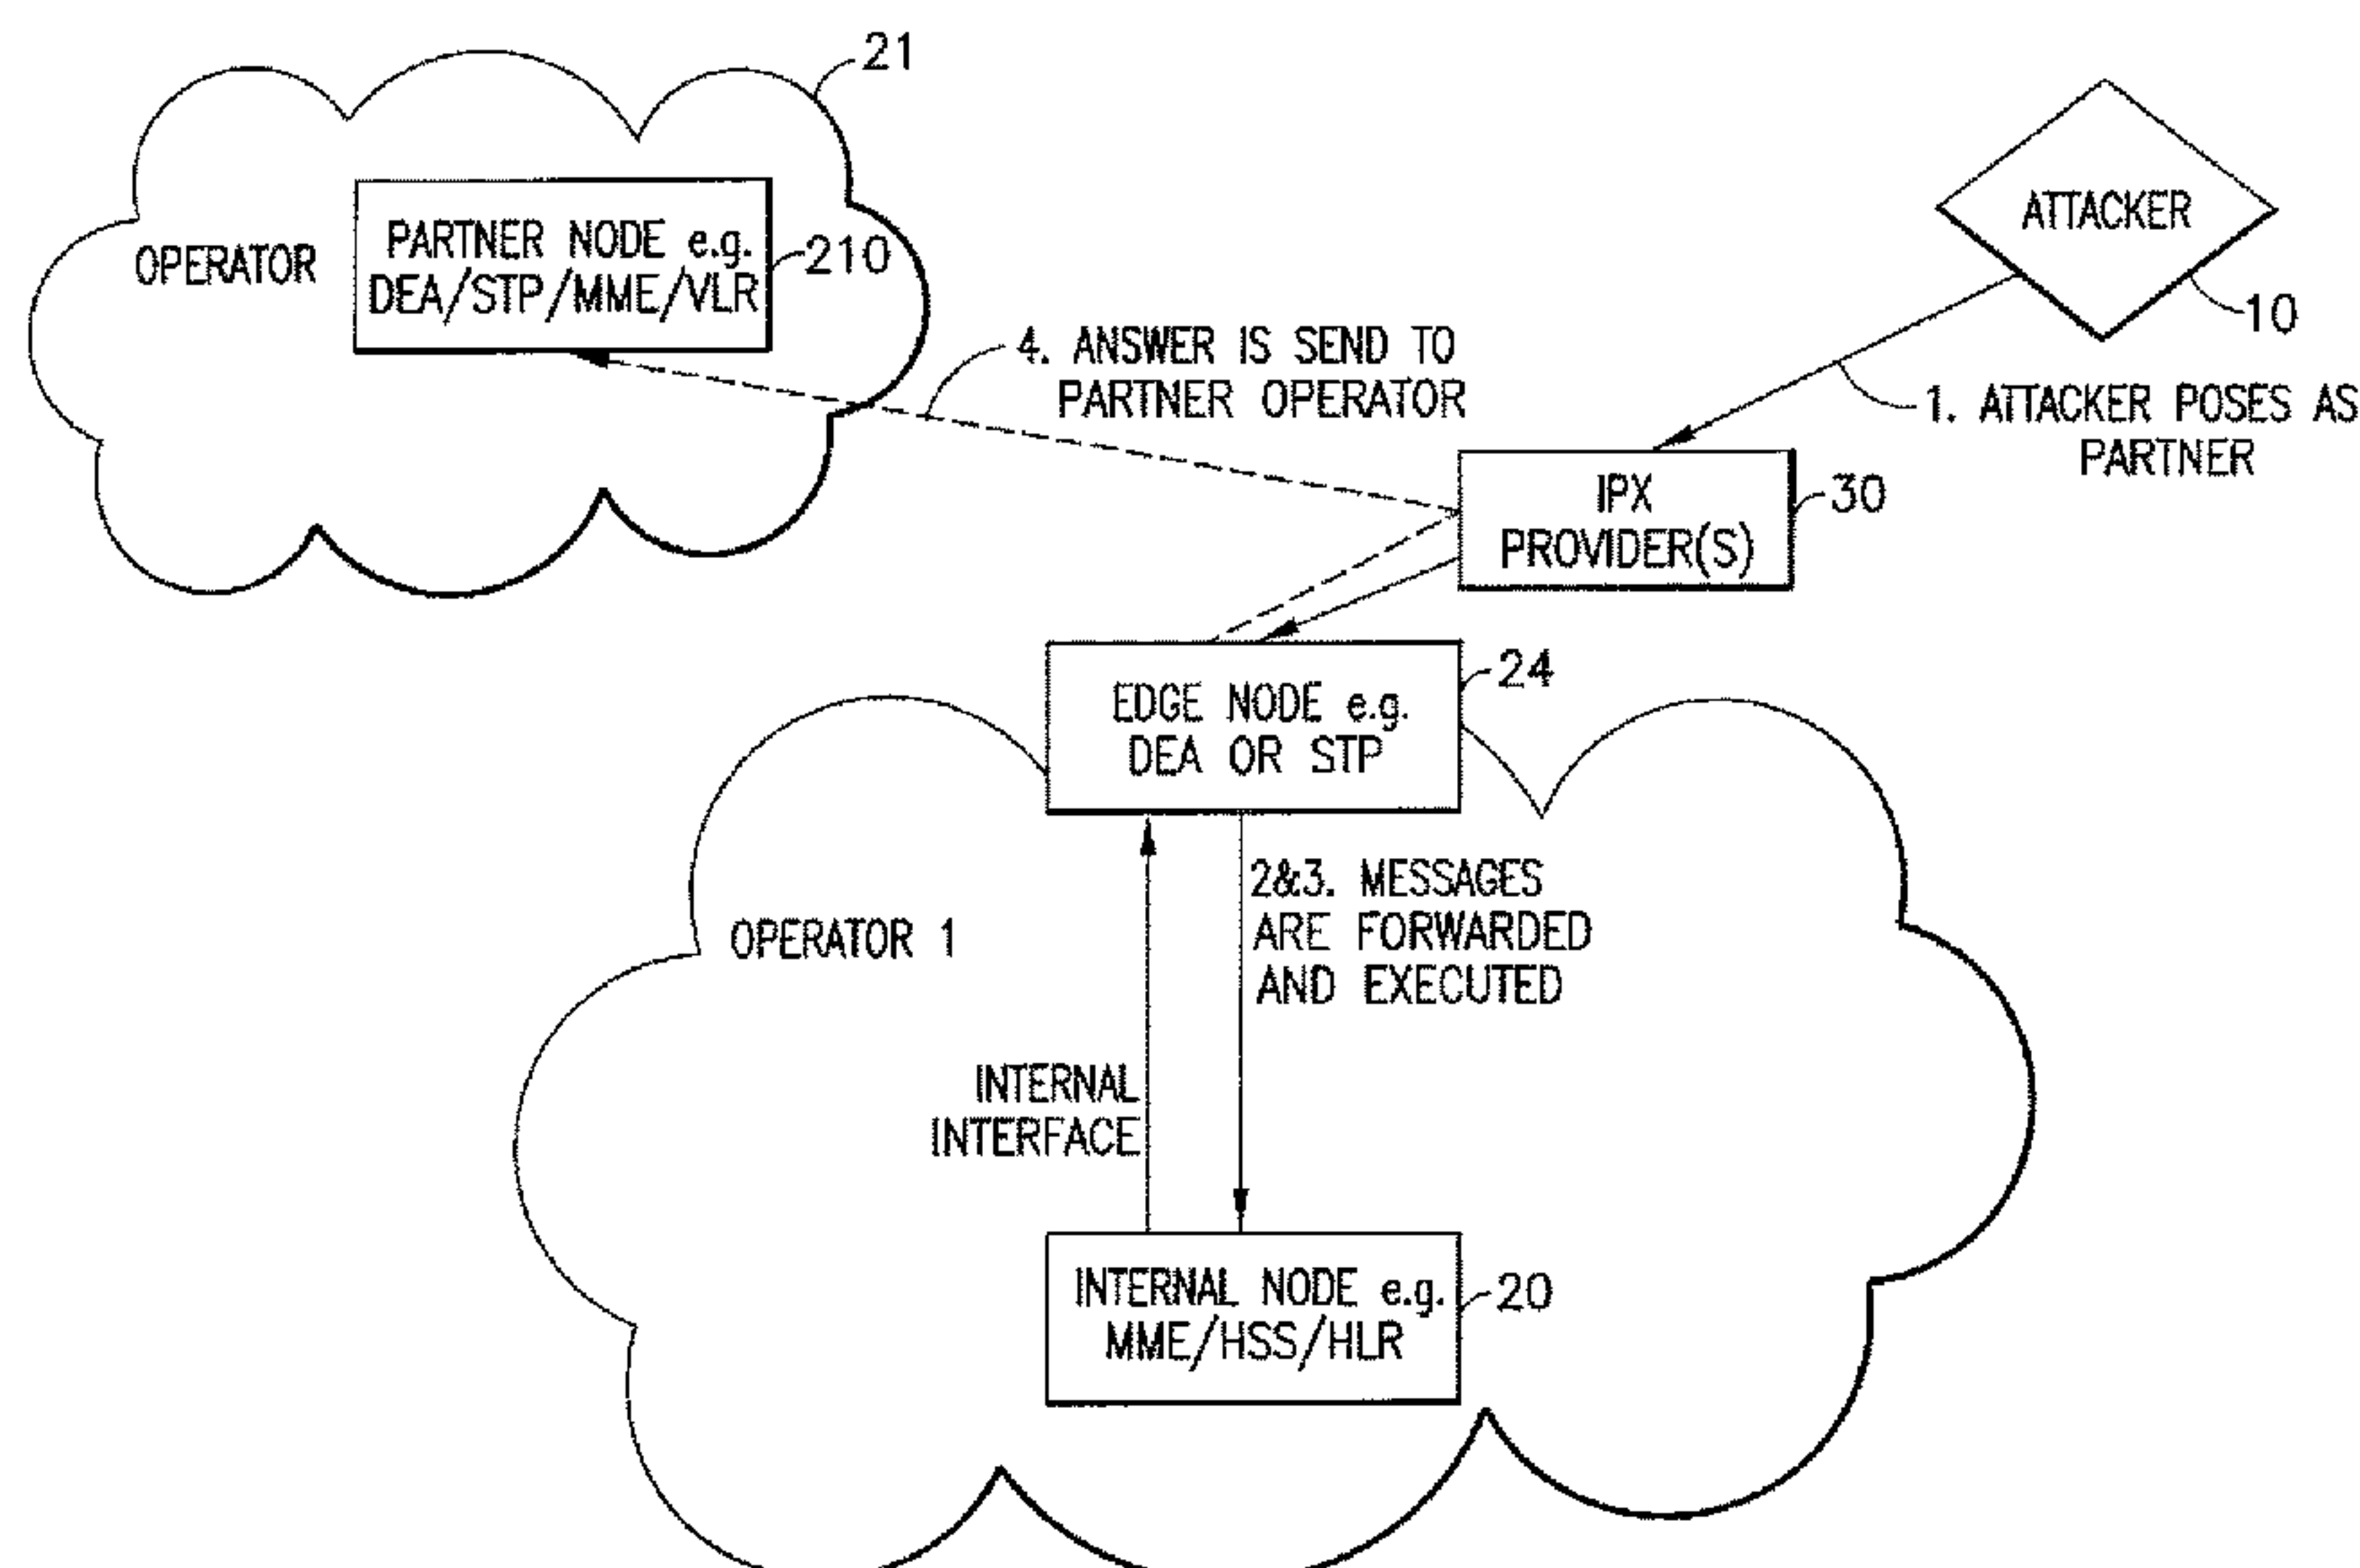 21
OPERATOR
PARTNER NODE e.g.
DEA/STP/MME/VLR
210
ATTACKER
10
4. ANSWER IS SEND TO
PARTNER OPERATOR
1. ATTACKER POSES AS
PARTNER
IPX
PROVIDER(S)
30
EDGE NODE e.g.
DEA OR STP
24
OPERATOR 1
2&3. MESSAGES
ARE FORWARDED
AND EXECUTED
INTERNAL
INTERFACE
INTERNAL NODE e.g.
MME/HSS/HLR
20